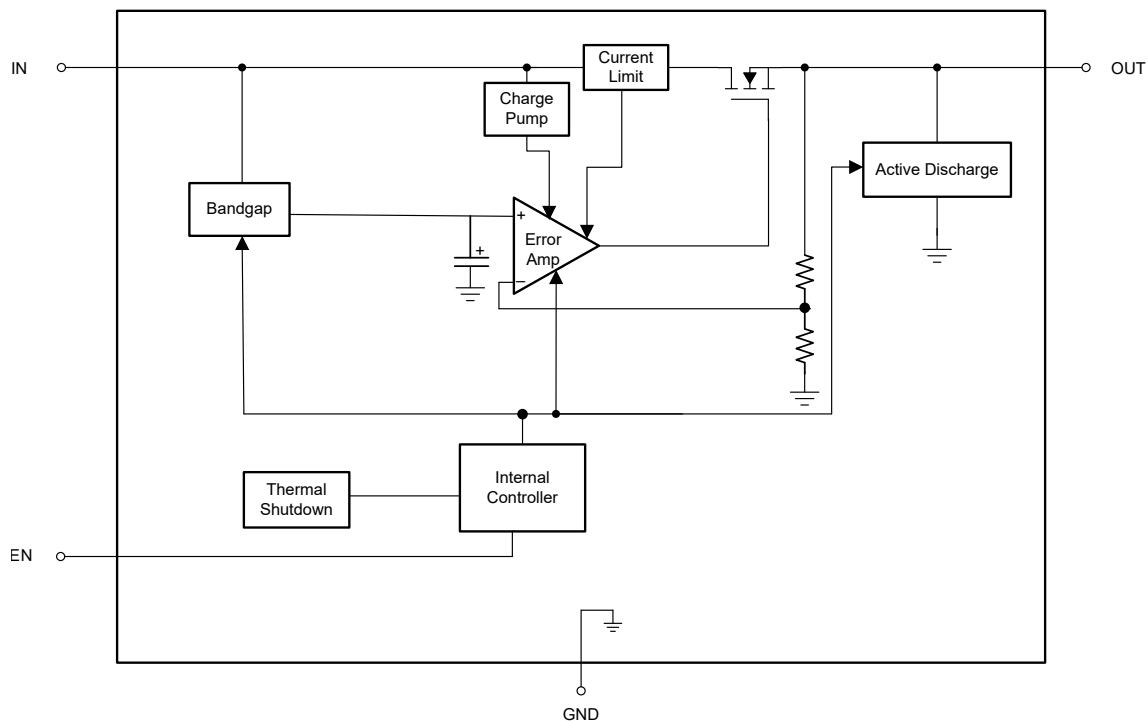 IN
Current
Limit
OUT
Charge
Pump
Active Discharge
Bandgap
+
Error
Amp
+
−
Internal
Controller
Thermal
Shutdown
EN
GND